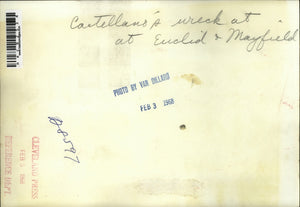 Castellano's wreck at
at Euclid & Mayfield
PHOTO BY VAN DILLARD
FEB 3 1968
CLEVELAND PRESS
FEB 5 1968
REFERENCE DEPT